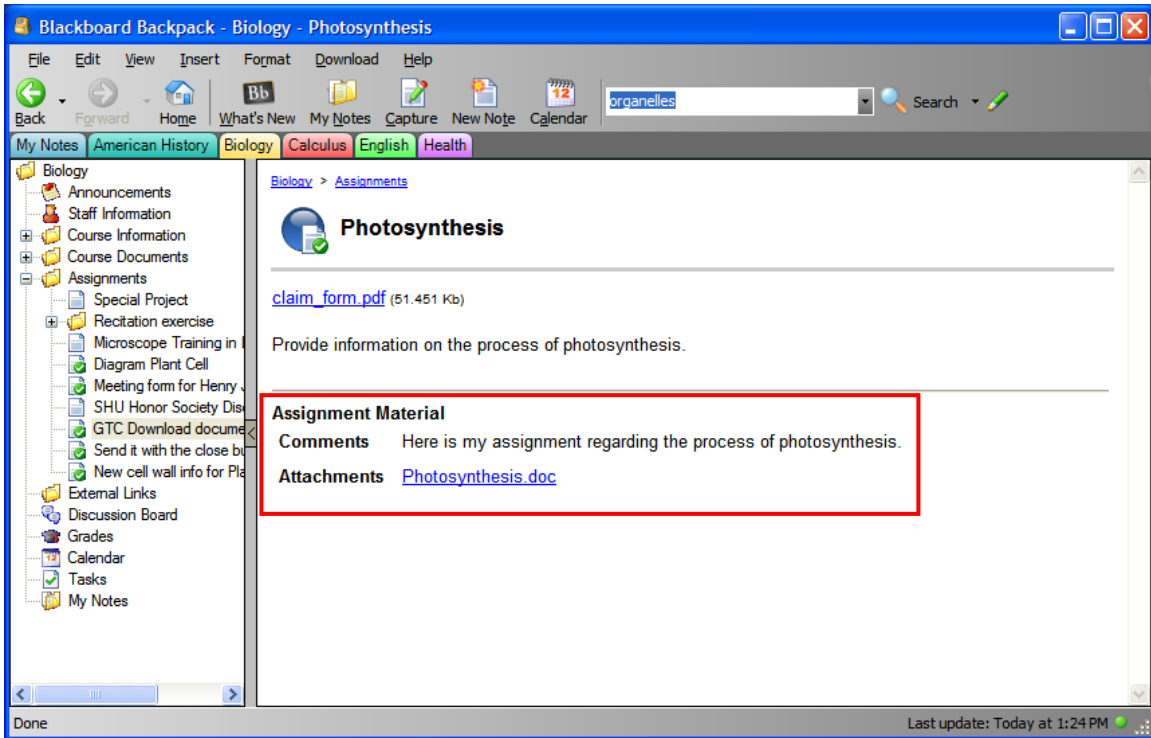 Blackboard Backpack - Biology - Photosynthesis
File Edit View Insert Format Download Help
Back Forward Home What's New My Notes Capture New Note Calendar organelles Search
My Notes American History Biology Calculus English Health
Biology
Announcements
Staff Information
Course Information
Course Documents
Assignments
Special Project
Recitation exercise
Microscope Training in
Diagram Plant Cell
Meeting form for Henry
SHU Honor Society Dis
GTC Download docume
Send it with the close bu
New cell wall info for Pla
External Links
Discussion Board
Grades
Calendar
Tasks
My Notes
Biology > Assignments
Photosynthesis
claim_form.pdf (51.451 Kb)
Provide information on the process of photosynthesis.
Assignment Material
Comments Here is my assignment regarding the process of photosynthesis.
Attachments Photosynthesis.doc
Done Last update: Today at 1:24 PM